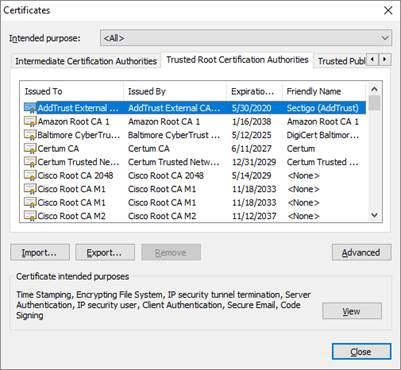 Certificates
Intended purpose: <All>
Intermediate Certification Authorities Trusted Root Certification Authorities Trusted Publ
Issued To Issued By Expiratio... Friendly Name
AddTrust External ... AddTrust External CA... 5/30/2020 Sectigo (AddTrust)
Amazon Root CA 1 Amazon Root CA 1 1/16/2038 Amazon Root CA 1
Baltimore CyberTru... Baltimore CyberTrust ... 5/12/2025 DigiCert Baltimor...
Certum CA Certum CA 6/11/2027 Certum
Certum Trusted Ne... Certum Trusted Netw... 12/31/2029 Certum Trusted ...
Cisco Root CA 2048 Cisco Root CA 2048 5/14/2029 <None>
Cisco Root CA M1 Cisco Root CA M1 11/18/2033 <None>
Cisco Root CA M1 Cisco Root CA M1 11/18/2033 <None>
Cisco Root CA M2 Cisco Root CA M2 11/12/2037 <None>
Import... Export... Remove Advanced
Certificate intended purposes
Time Stamping, Encrypting File System, IP security tunnel termination, Server
Authentication, IP security user, Client Authentication, Secure Email, Code
Signing
View
Close